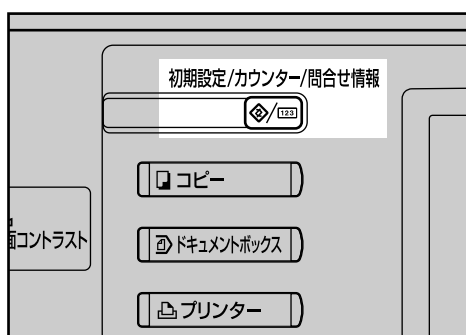 初期設定/カウンター/問合せ情報
/123
コピー
ドキュメントボックス
面コントラスト
プリンター